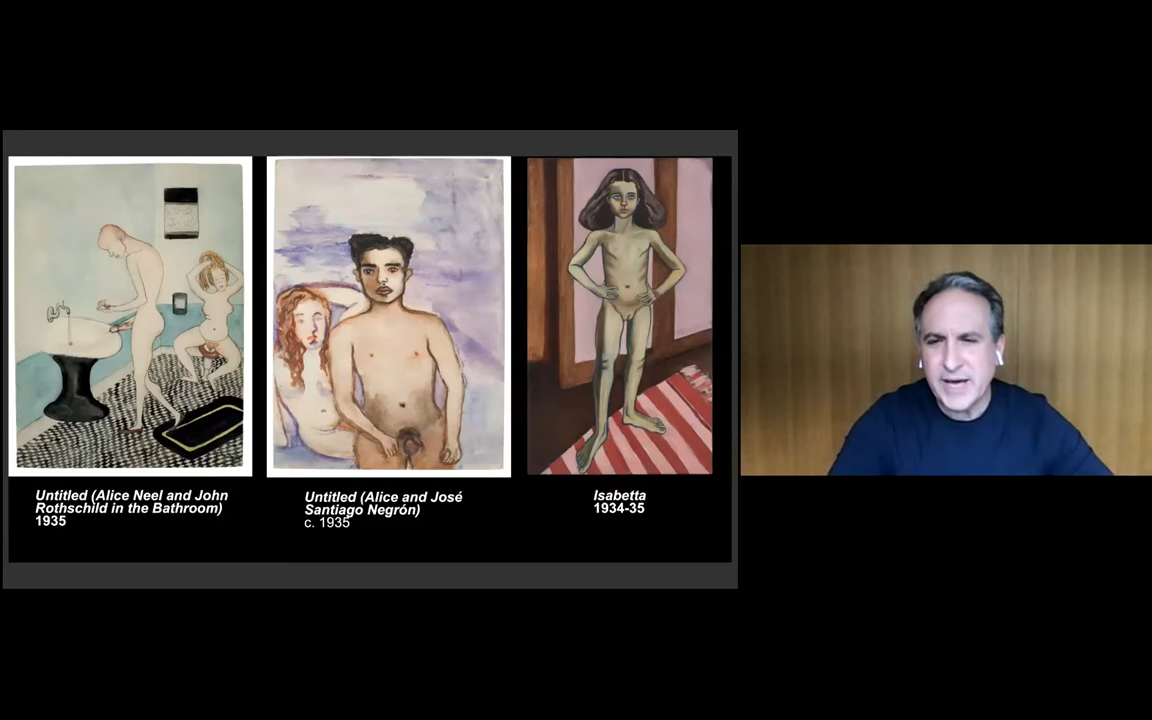 Untitled (Alice Neel and John
Rothschild in the Bathroom)
1935
Untitled (Alice and José
Santiago Negrón)
c. 1935
Isabetta
1934-35